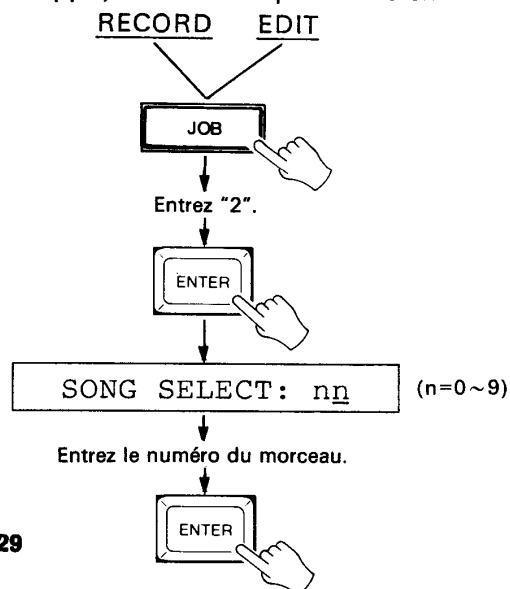 RECORD EDIT
JOB
Entrez "2".
ENTER
SONG SELECT: nn (n=0~9)
Entrez le numéro du morceau.
ENTER
29